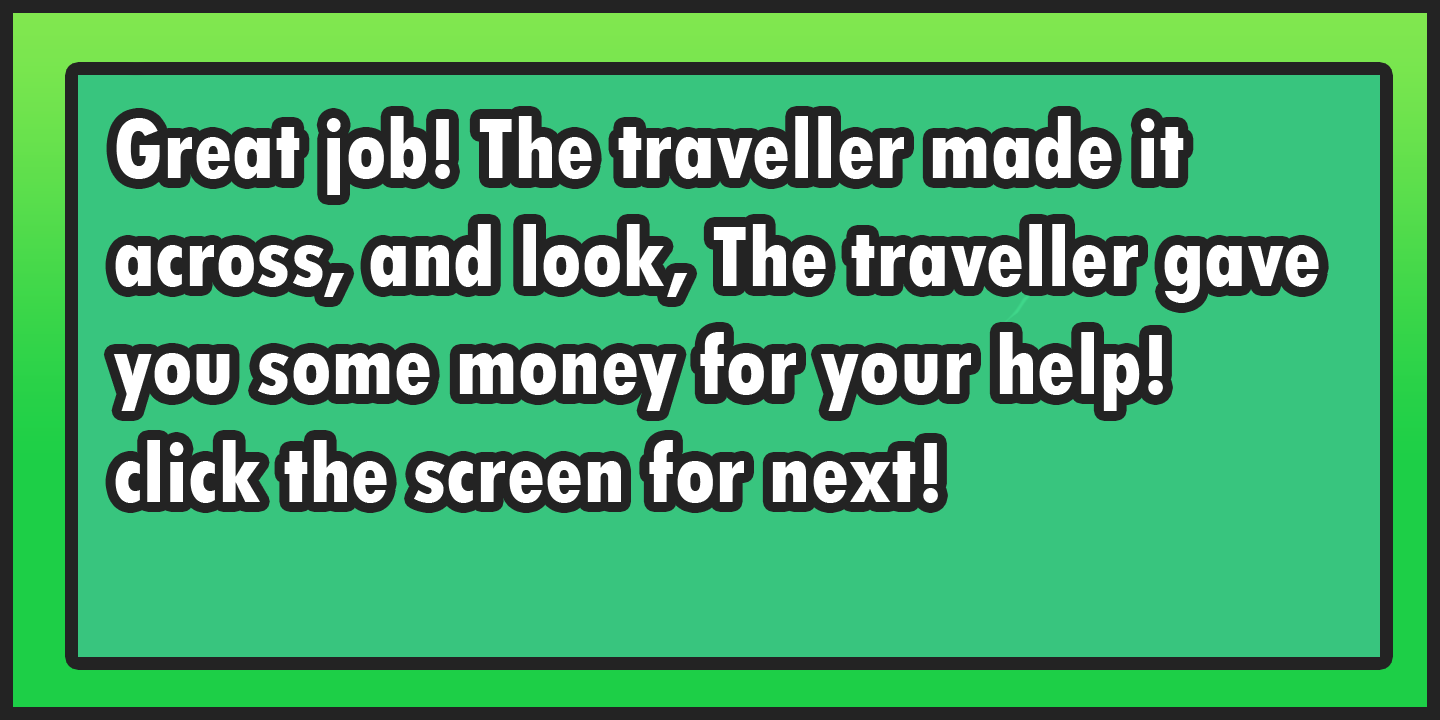 Great job! The traveller made it
across, and look, The traveller gave
you some money for your help!
click the screen for next!